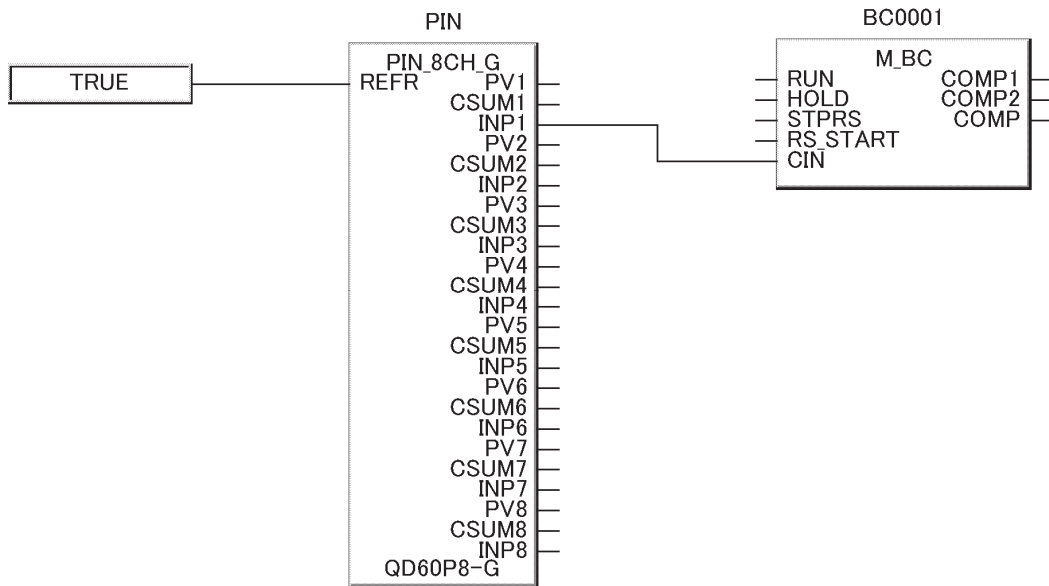 PIN
BC0001
TRUE
PIN_8CH_G
REFR
PV1
CSUM1
INP1
PV2
CSUM2
INP2
PV3
CSUM3
INP3
PV4
CSUM4
INP4
PV5
CSUM5
INP5
PV6
CSUM6
INP6
PV7
CSUM7
INP7
PV8
CSUM8
INP8
QD60P8-G
M_BC
RUN COMP1
HOLD COMP2
STPRS COMP
RS_START
CIN